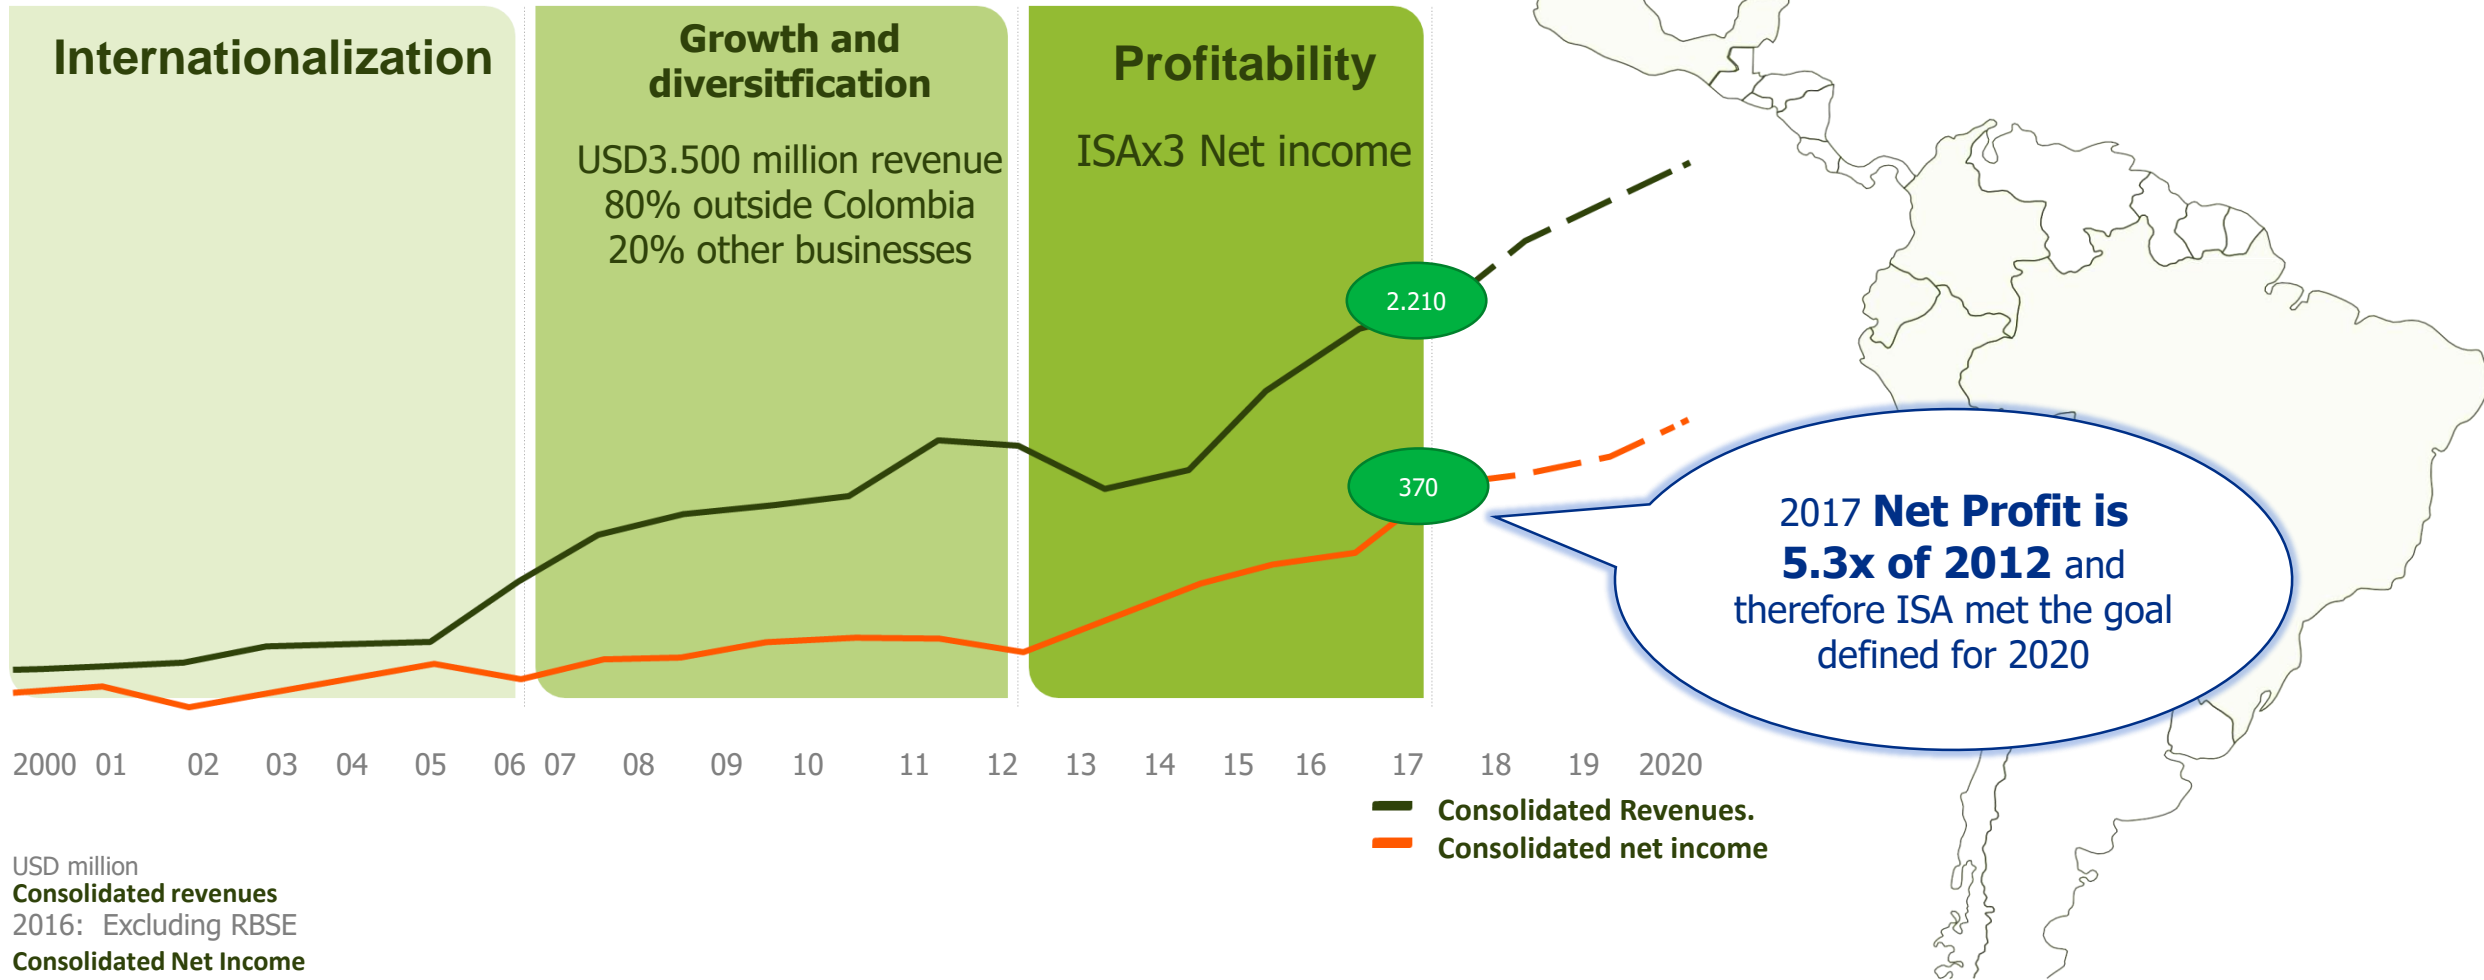 Internationalization
Growth and
diversitfication
USD3.500 million revenue
80% outside Colombia
20% other businesses
Profitability
ISAx3 Net income
2.210
370
2017 Net Profit is
5.3x of 2012 and
therefore ISA met the goal
defined for 2020
2000 01 02 03 04 05 06 07 08 09 10 11 12 13 14 15 16 17 18 19 2020
Consolidated Revenues.
Consolidated net income
USD million
Consolidated revenues
2016: Excluding RBSE
Consolidated Net Income